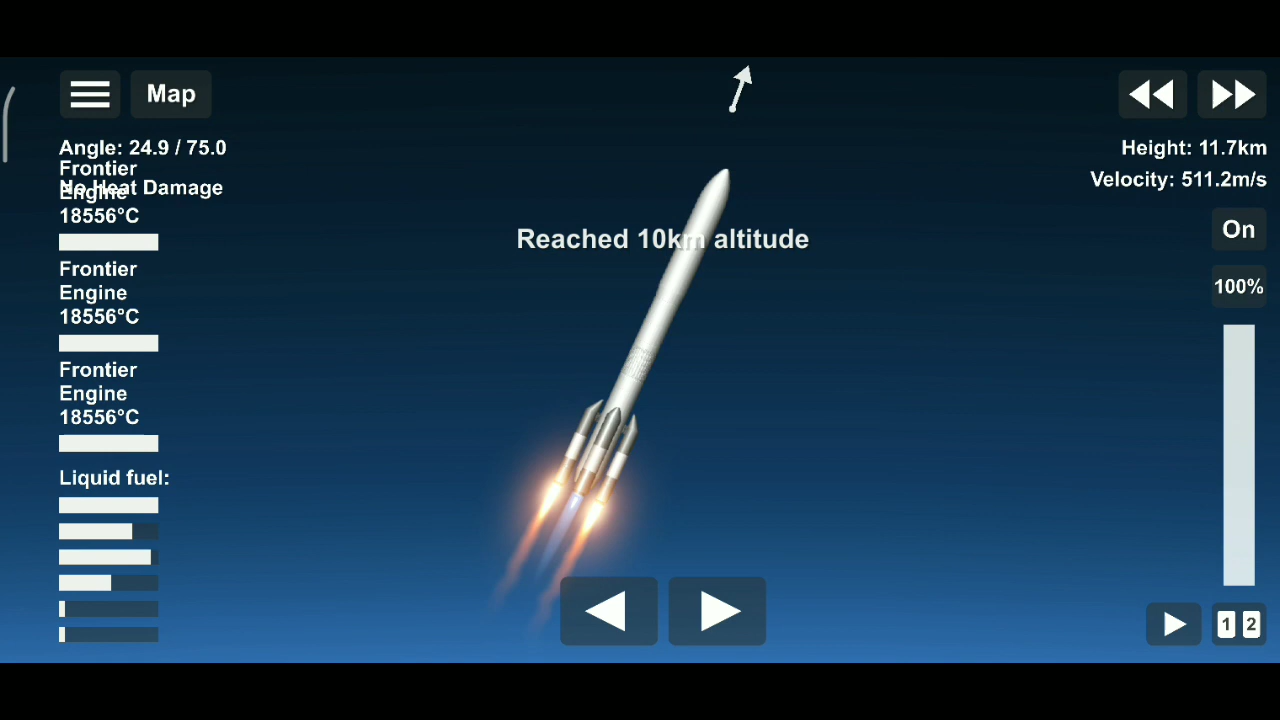 Map
Angle: 24.9 / 75.0
Frontier
No Heat Damage
Engine
18556°C
Frontier
Engine
18556°C
Frontier
Engine
18556°C
Liquid fuel:
Reached 10km altitude
Height: 11.7km
Velocity: 511.2m/s
On
100%
1 2